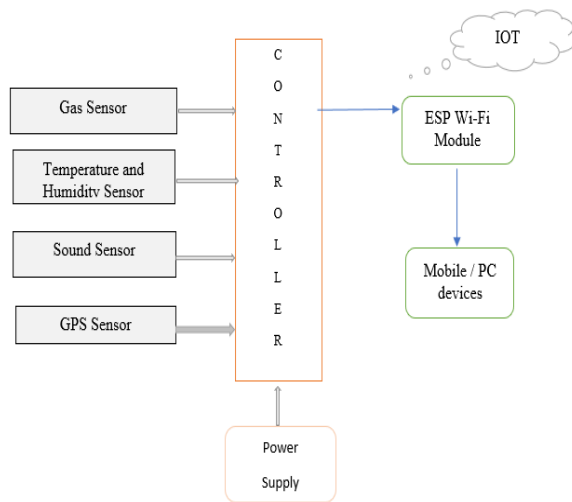 IOT
Gas Sensor
Temperature and
Humidity Sensor
Sound Sensor
GPS Sensor
C
O
N
T
R
O
L
L
E
R
ESP Wi-Fi
Module
Mobile / PC
devices
Power
Supply